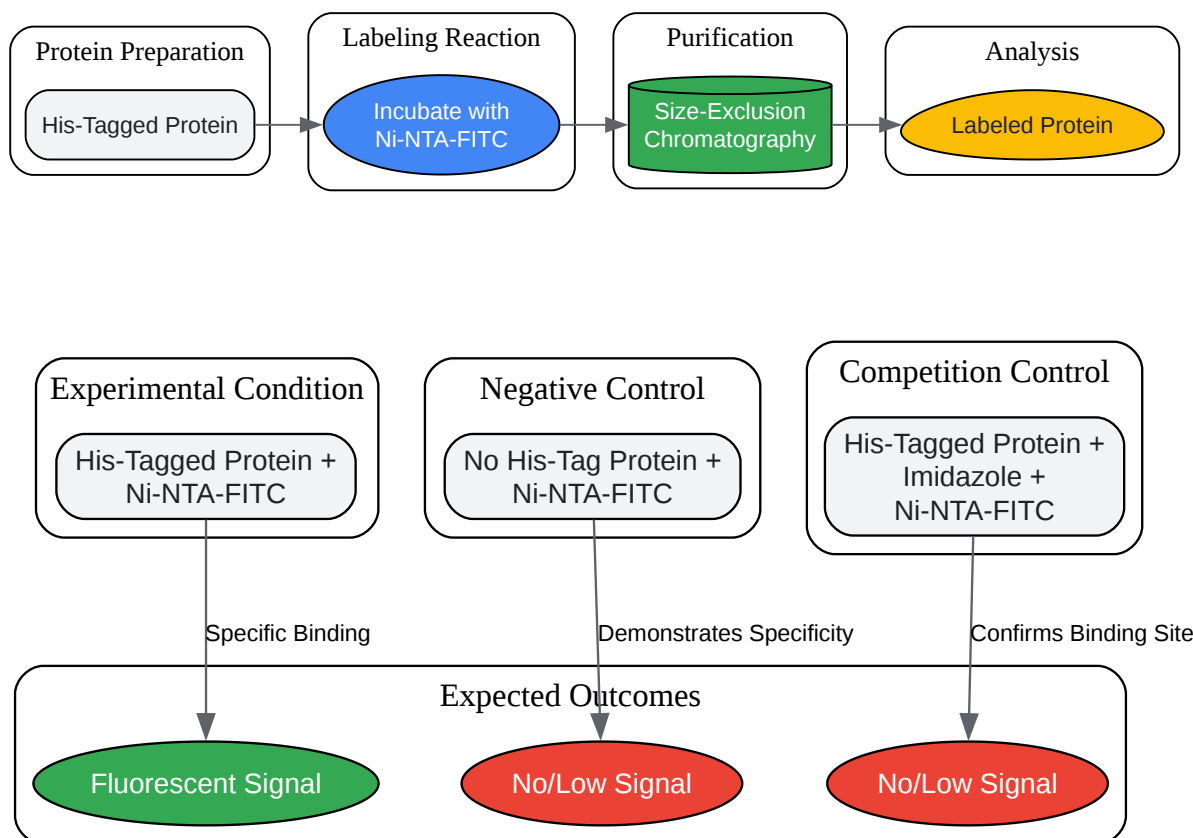 Protein Preparation
His-Tagged Protein
Labeling Reaction
Incubate with
Ni-NTA-FITC
Purification
Size-Exclusion
Chromatography
Analysis
Labeled Protein
Experimental Condition
His-Tagged Protein +
Ni-NTA-FITC
Negative Control
No His-Tag Protein +
Ni-NTA-FITC
Competition Control
His-Tagged Protein +
Imidazole +
Ni-NTA-FITC
Specific Binding
Demonstrates Specificity
Confirms Binding Site
Expected Outcomes
Fluorescent Signal
No/Low Signal
No/Low Signal